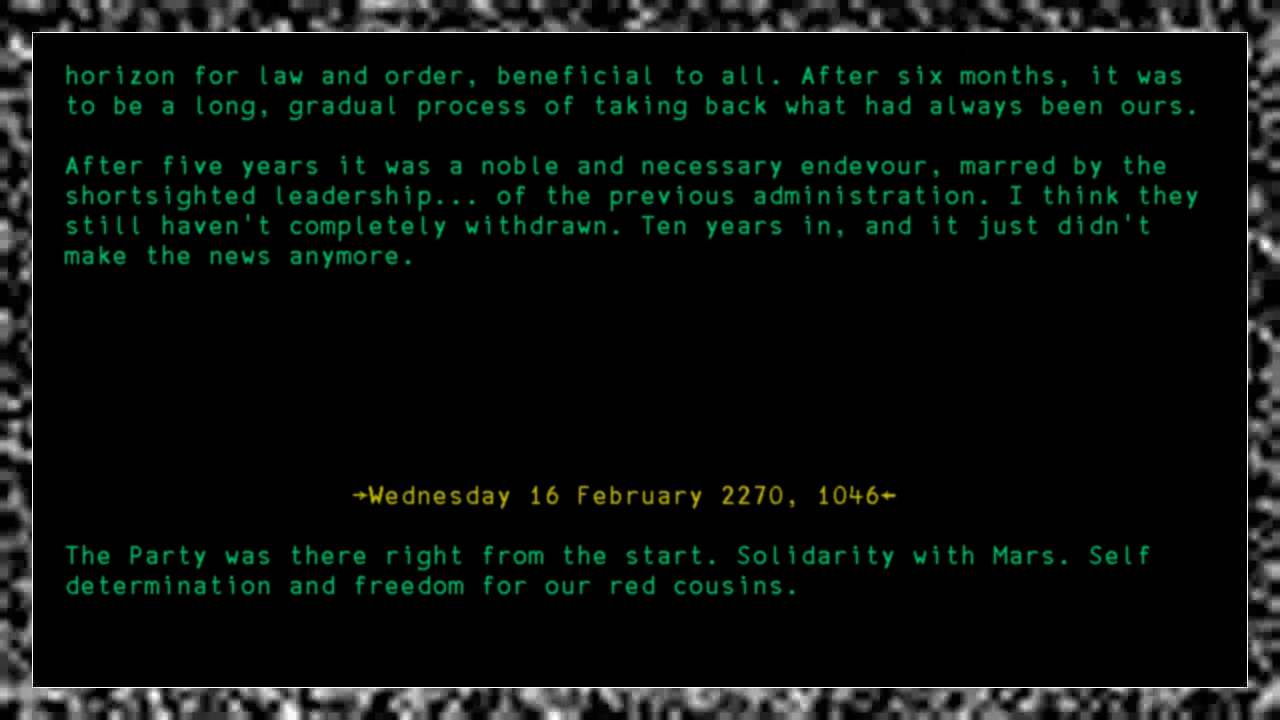 horizon for law and order, beneficial to all. After six months, it was
to be a long, gradual process of taking back what had always been ours.
After five years it was a noble and necessary endevour, marred by the
shortsighted leadership... of the previous administration. I think they
still haven't completely withdrawn. Ten years in, and it just didn't
make the news anymore.
→Wednesday 16 February 2270, 1046←
The Party was there right from the start. Solidarity with Mars. Self
determination and freedom for our red cousins.